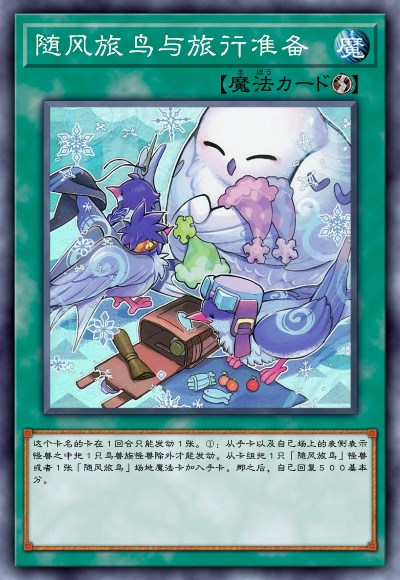 随风旅鸟与旅行准备
魔
【魔法カード】
まほう
这个卡名的卡在1回合只能发动1张。①：从手卡以及自己场上的表侧表示
怪兽之中把1只鸟兽族怪兽除外才能发动。从卡组把1只「随风旅鸟」怪兽
或者1张「随风旅鸟」场地魔法卡加入手卡。那之后，自己回复500基本
分。